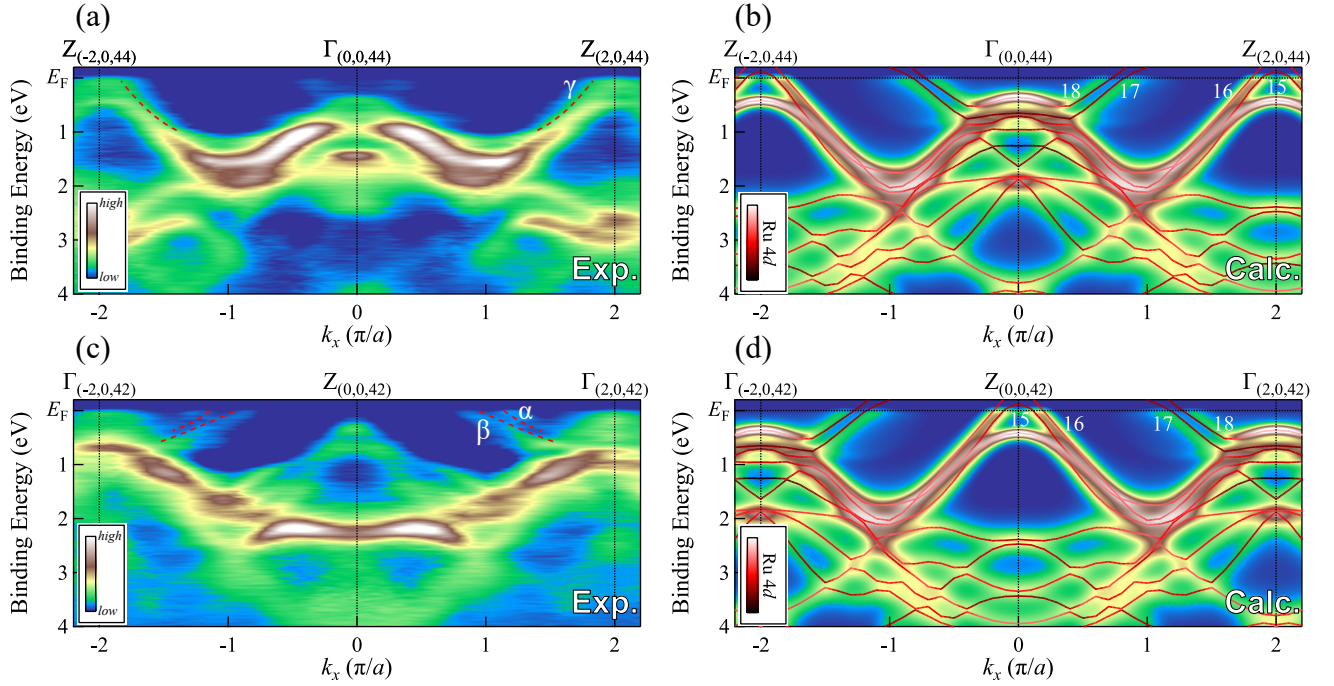 (a)
Z(-2,0,44) Γ(0,0,44) Z(2,0,44)
EF
1
2
3
4
Binding Energy (eV)
γ
high
low
Exp.
-2 -1 0 1 2
kx (π/a)
(b)
Z(-2,0,44) Γ(0,0,44) Z(2,0,44)
EF
1
2
3
4
Binding Energy (eV)
18 17 16 15
Ru 4d
Calc.
-2 -1 0 1 2
kx (π/a)
(c)
Γ(-2,0,42) Z(0,0,42) Γ(2,0,42)
EF
1
2
3
4
Binding Energy (eV)
α
β
high
low
Exp.
-2 -1 0 1 2
kx (π/a)
(d)
Γ(-2,0,42) Z(0,0,42) Γ(2,0,42)
EF
1
2
3
4
Binding Energy (eV)
15 16 17 18
Ru 4d
Calc.
-2 -1 0 1 2
kx (π/a)